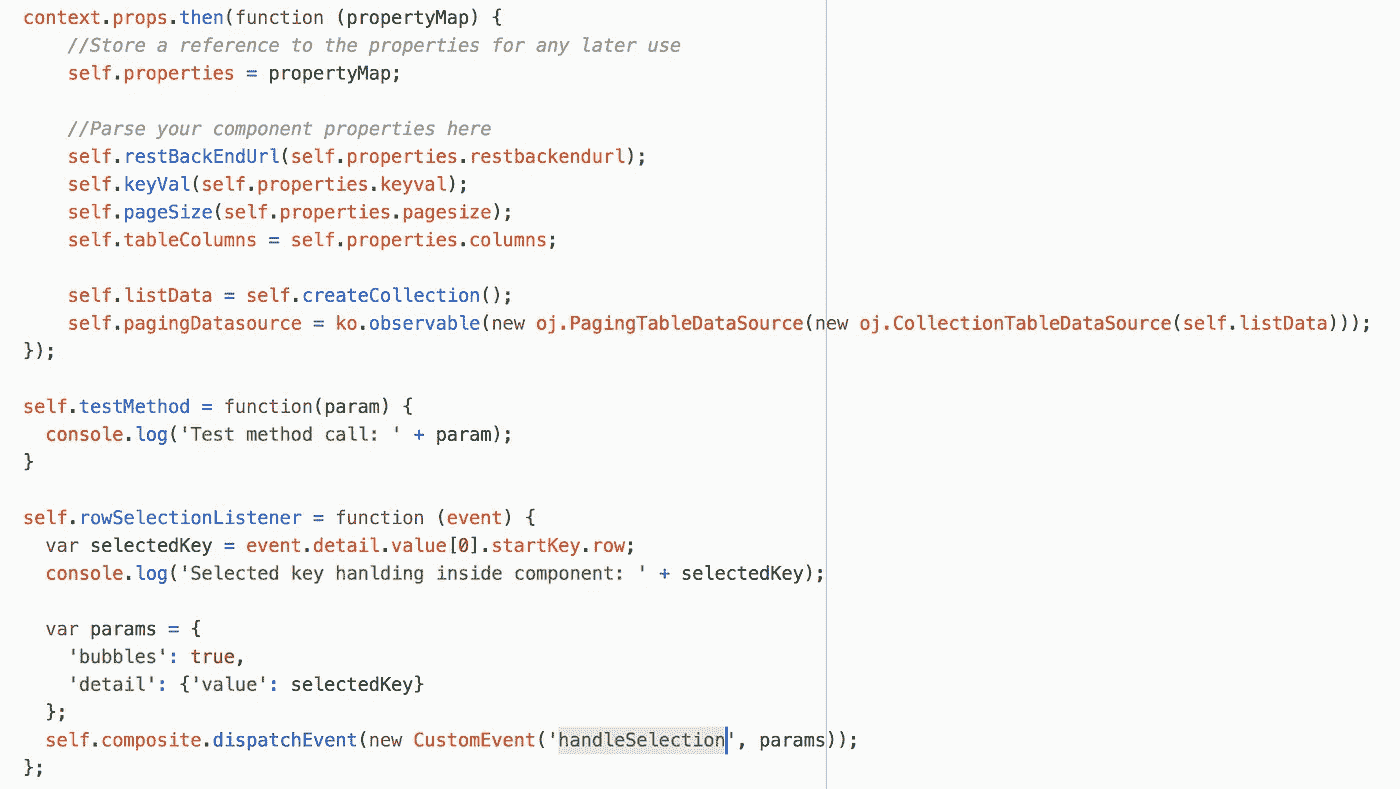 context.props.then(function (propertyMap) {
//Store a reference to the properties for any later use
self.properties = propertyMap;
//Parse your component properties here
self.restBackEndUrl(self.properties.restbackendurl);
self.keyVal(self.properties.keyval);
self.pageSize(self.properties.pagesize);
self.tableColumns = self.properties.columns;
self.listData = self.createCollection();
self.pagingDatasource = ko.observable(new oj.PagingTableDataSource(new oj.CollectionTableDataSource(self.listData)));
});
self.testMethod = function(param) {
console.log('Test method call: ' + param);
}
self.rowSelectionListener = function (event) {
var selectedKey = event.detail.value[0].startKey.row;
console.log('Selected key hanlding inside component: ' + selectedKey);
var params = {
'bubbles': true,
'detail': {'value': selectedKey}
};
self.composite.dispatchEvent(new CustomEvent('handleSelection', params));
};